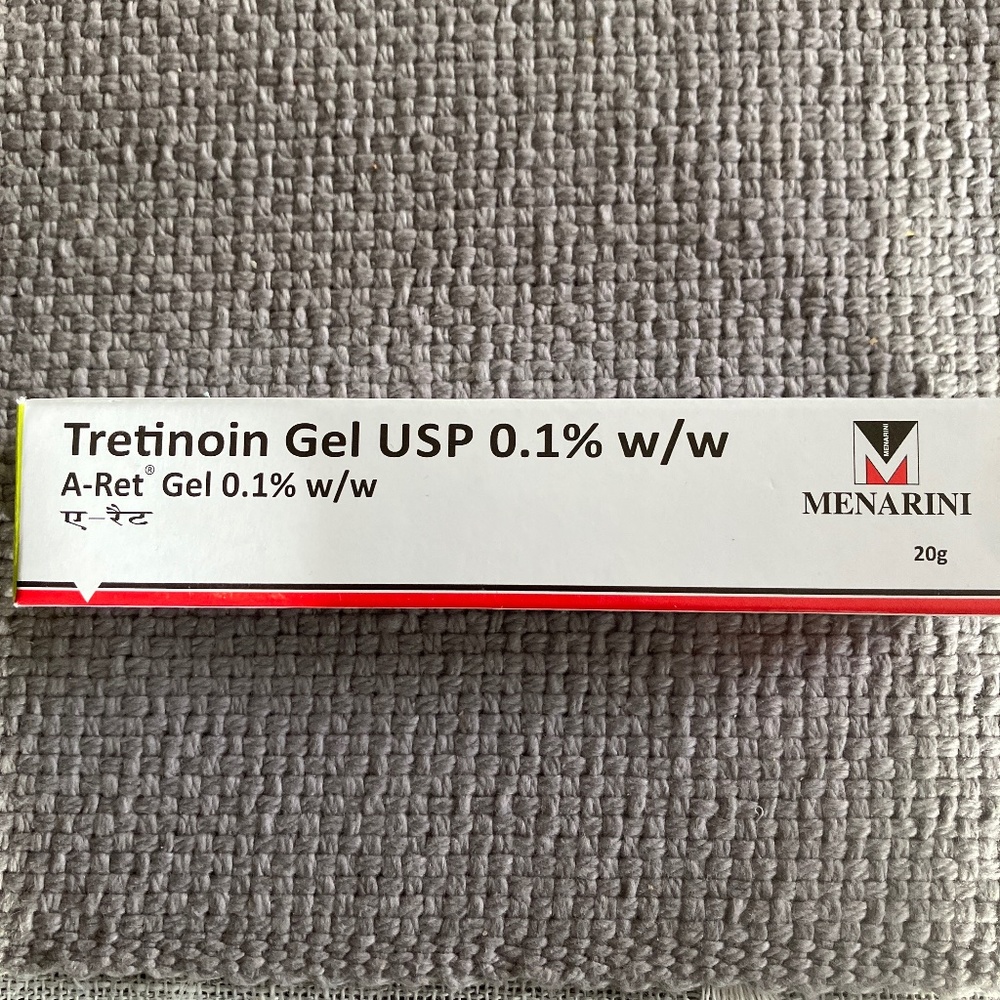 Tretinoin Gel USP 0.1% w/w
A-Ret® Gel 0.1% w/w
ए-रैट
MENARINI
MENARINI
20g